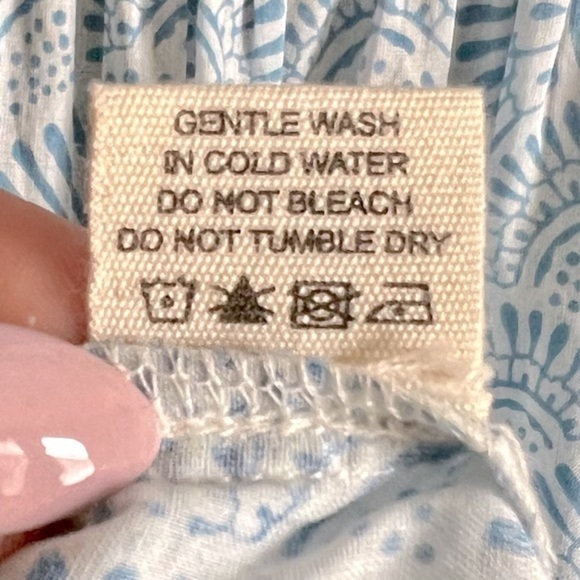 GENTLE WASH
IN COLD WATER
DO NOT BLEACH
DO NOT TUMBLE DRY